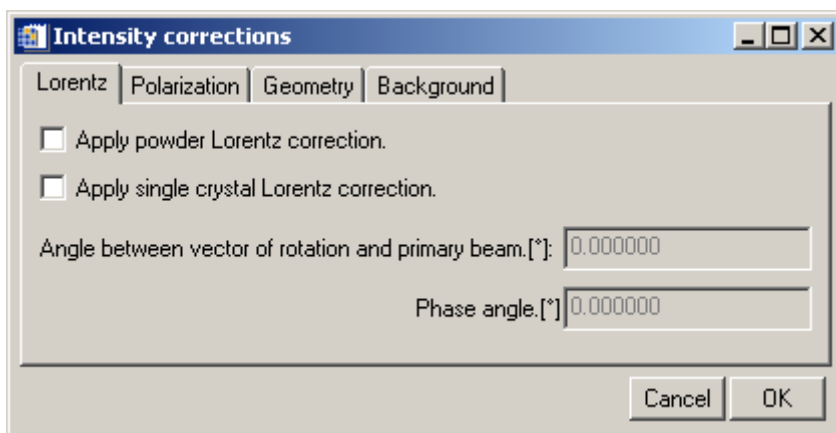 Intensity corrections
Lorentz Polarization Geometry Background
Apply powder Lorentz correction.
Apply single crystal Lorentz correction.
Angle between vector of rotation and primary beam.[°]: 0.000000
Phase angle.[°] 0.000000
Cancel OK